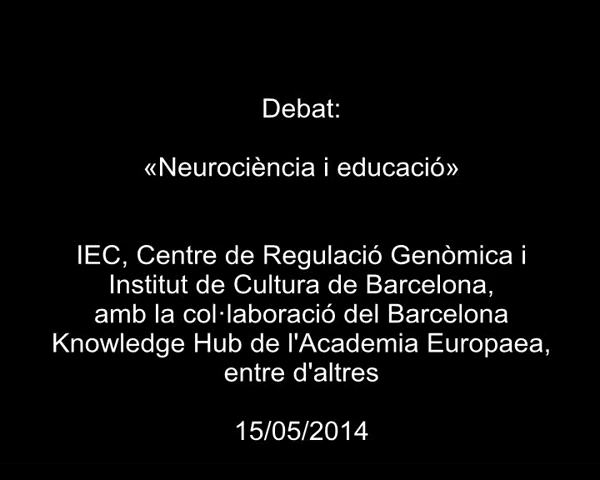 Debat:
«Neurociència i educació»
IEC, Centre de Regulació Genòmica i
Institut de Cultura de Barcelona,
amb la col·laboració del Barcelona
Knowledge Hub de l'Academia Europaea,
entre d'altres
15/05/2014